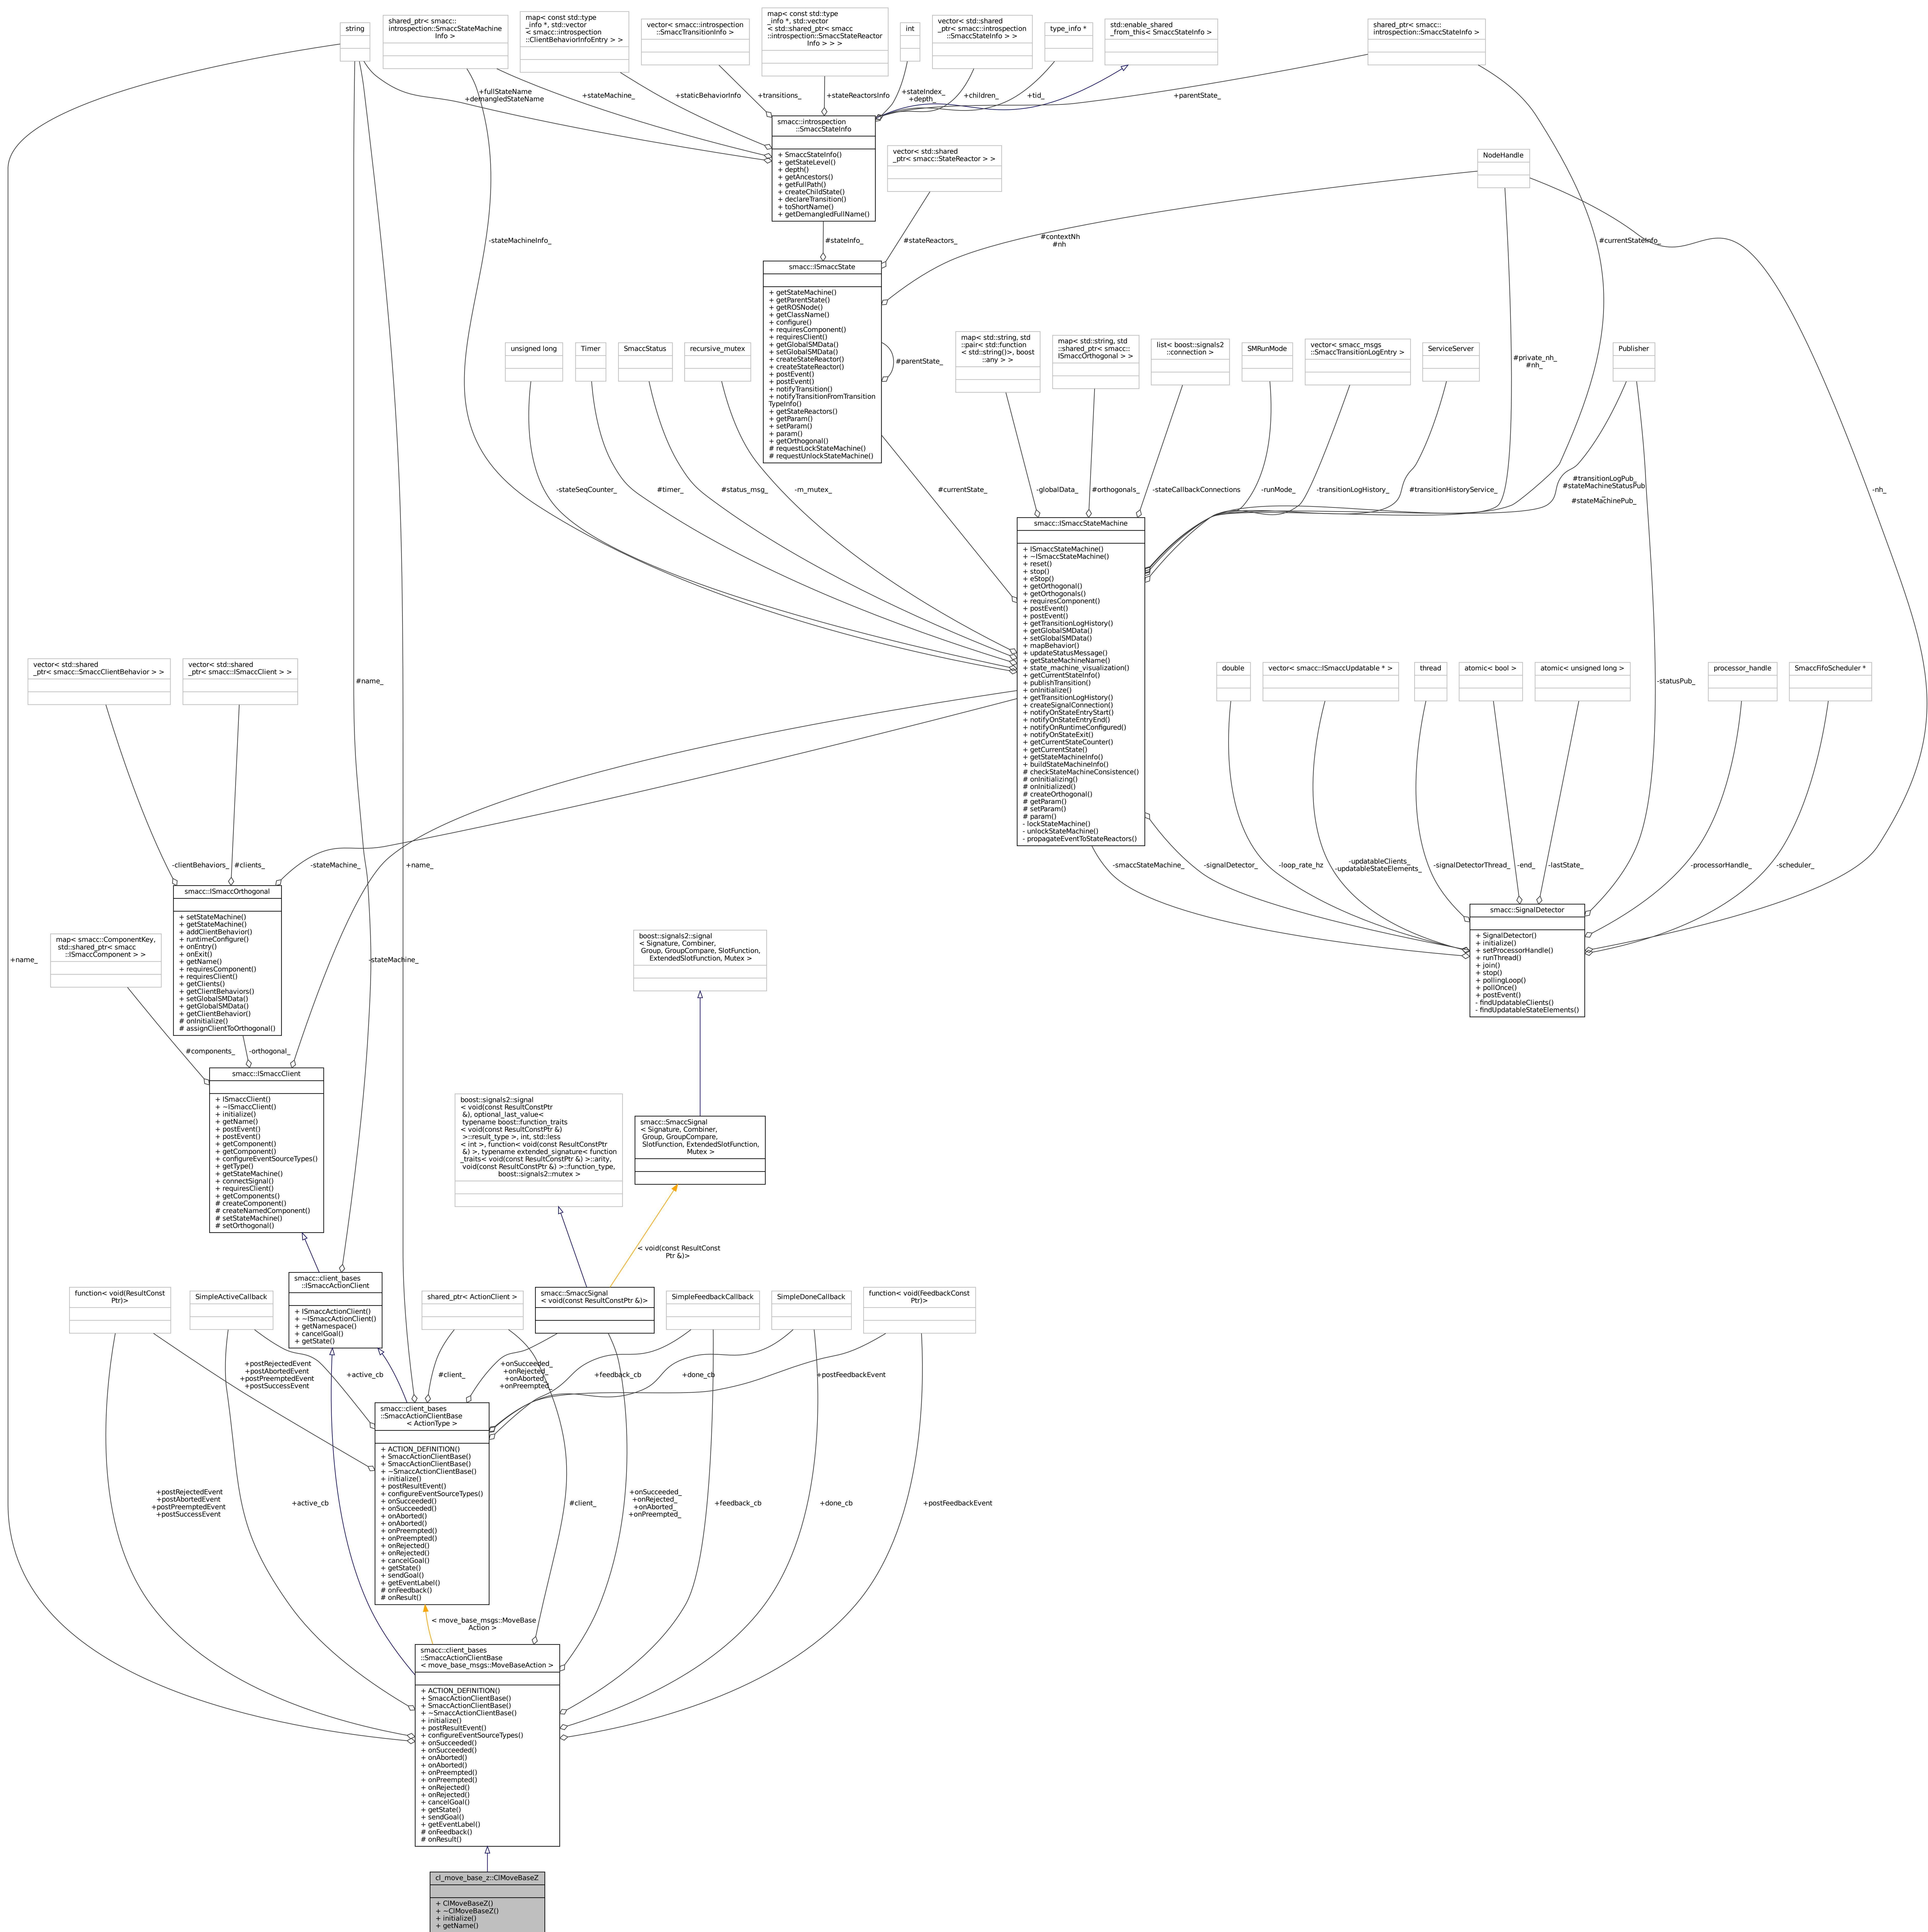 string
shared_ptr< smacc::
introspection::SmaccStateMachine
Info >
map< const std::type
_info *, std::vector
< smacc::introspection
::ClientBehaviorInfoEntry > >
vector< smacc::introspection
::SmaccTransitionInfo >
map< const std::type
_info *, std::vector
< std::shared_ptr< smacc
::introspection::SmaccStateReactor
Info > > >
int
vector< std::shared
_ptr< smacc::introspection
::SmaccStateInfo > >
type_info *
std::enable_shared
_from_this< SmaccStateInfo >
shared_ptr< smacc::
introspection::SmaccStateInfo >
+fullStateName
+demangledStateName
+stateMachine_
+staticBehaviorInfo
+transitions_
+stateReactorsInfo
+stateIndex_
+depth_
+children_
+tid_
+parentState_
smacc::introspection
::SmaccStateInfo
+ SmaccStateInfo()
+ getStateLevel()
+ depth()
+ getAncestors()
+ getFullPath()
+ createChildState()
+ declareTransition()
+ toShortName()
+ getDemangledFullName()
vector< std::shared
_ptr< smacc::StateReactor > >
NodeHandle
-stateMachineInfo_
#stateInfo_
#stateReactors_
#contextNh
#nh
#currentStateInfo_
smacc::ISmaccState
+ getStateMachine()
+ getParentState()
+ getROSNode()
+ getClassName()
+ configure()
+ requiresComponent()
+ requiresClient()
+ getGlobalSMData()
+ setGlobalSMData()
+ createStateReactor()
+ createStateReactor()
+ postEvent()
+ postEvent()
+ notifyTransition()
+ notifyTransitionFromTransition
TypeInfo()
+ getStateReactors()
+ getParam()
+ setParam()
+ param()
+ getOrthogonal()
# requestLockStateMachine()
# requestUnlockStateMachine()
#parentState_
unsigned long
Timer
SmaccStatus
recursive_mutex
map< std::string, std
::pair< std::function
< std::string()>, boost
::any > >
map< std::string, std
::shared_ptr< smacc::
ISmaccOrthogonal > >
list< boost::signals2
::connection >
SMRunMode
vector< smacc_msgs
::SmaccTransitionLogEntry >
ServiceServer
#private_nh_
#nh_
Publisher
-stateSeqCounter_
#timer_
#status_msg_
-m_mutex_
#currentState_
-globalData_
#orthogonals_
-stateCallbackConnections
-runMode_
-transitionLogHistory_
#transitionHistoryService_
#transitionLogPub_
#stateMachineStatusPub
_
#stateMachinePub_
-nh_
smacc::ISmaccStateMachine
+ ISmaccStateMachine()
+ ~ISmaccStateMachine()
+ reset()
+ stop()
+ eStop()
+ getOrthogonal()
+ getOrthogonals()
+ requiresComponent()
+ postEvent()
+ postEvent()
+ getTransitionLogHistory()
+ getGlobalSMData()
+ setGlobalSMData()
+ mapBehavior()
+ updateStatusMessage()
+ getStateMachineName()
+ state_machine_visualization()
+ getCurrentStateInfo()
+ publishTransition()
+ onInitialize()
+ getTransitionLogHistory()
+ createSignalConnection()
+ notifyOnStateEntryStart()
+ notifyOnStateEntryEnd()
+ notifyOnRuntimeConfigured()
+ notifyOnStateExit()
+ getCurrentStateCounter()
+ getCurrentState()
+ getStateMachineInfo()
+ buildStateMachineInfo()
# checkStateMachineConsistence()
# onInitializing()
# onInitialized()
# createOrthogonal()
# getParam()
# setParam()
# param()
- lockStateMachine()
- unlockStateMachine()
- propagateEventToStateReactors()
vector< std::shared
_ptr< smacc::SmaccClientBehavior > >
vector< std::shared
_ptr< smacc::ISmaccClient > >
#name_
double
vector< smacc::ISmaccUpdatable * >
thread
atomic< bool >
atomic< unsigned long >
-statusPub_
processor_handle
SmaccFifoScheduler *
-clientBehaviors_
#clients_
-stateMachine_
+name_
-smaccStateMachine_
-signalDetector_
-loop_rate_hz
-updatableClients_
-updatableStateElements_
-signalDetectorThread_
-end_
-lastState_
-processorHandle_
-scheduler_
smacc::ISmaccOrthogonal
+ setStateMachine()
+ getStateMachine()
+ addClientBehavior()
+ runtimeConfigure()
+ onEntry()
+ onExit()
+ getName()
+ requiresComponent()
+ requiresClient()
+ getClients()
+ getClientBehaviors()
+ setGlobalSMData()
+ getGlobalSMData()
+ getClientBehavior()
# onInitialize()
# assignClientToOrthogonal()
smacc::SignalDetector
+ SignalDetector()
+ initialize()
+ setProcessorHandle()
+ runThread()
+ join()
+ stop()
+ pollingLoop()
+ pollOnce()
+ postEvent()
- findUpdatableClients()
- findUpdatableStateElements()
map< smacc::ComponentKey,
std::shared_ptr< smacc
::ISmaccComponent > >
+name_
-stateMachine_
boost::signals2::signal
< Signature, Combiner,
Group, GroupCompare, SlotFunction,
ExtendedSlotFunction, Mutex >
#components_
-orthogonal_
smacc::ISmaccClient
+ ISmaccClient()
+ ~ISmaccClient()
+ initialize()
+ getName()
+ postEvent()
+ postEvent()
+ getComponent()
+ getComponent()
+ configureEventSourceTypes()
+ getType()
+ getStateMachine()
+ connectSignal()
+ requiresClient()
+ getComponents()
# createComponent()
# createNamedComponent()
# setStateMachine()
# setOrthogonal()
boost::signals2::signal
< void(const ResultConstPtr
&), optional_last_value<
typename boost::function_traits
< void(const ResultConstPtr &)
>::result_type >, int, std::less
< int >, function< void(const ResultConstPtr
&) >, typename extended_signature< function
_traits< void(const ResultConstPtr &) >::arity,
void(const ResultConstPtr &) >::function_type,
boost::signals2::mutex >
smacc::SmaccSignal
< Signature, Combiner,
Group, GroupCompare,
SlotFunction, ExtendedSlotFunction,
Mutex >
< void(const ResultConst
Ptr &)>
function< void(ResultConst
Ptr)>
SimpleActiveCallback
smacc::client_bases
::ISmaccActionClient
+ ISmaccActionClient()
+ ~ISmaccActionClient()
+ getNamespace()
+ cancelGoal()
+ getState()
shared_ptr< ActionClient >
smacc::SmaccSignal
< void(const ResultConstPtr &)>
SimpleFeedbackCallback
SimpleDoneCallback
function< void(FeedbackConst
Ptr)>
+postRejectedEvent
+postAbortedEvent
+postPreemptedEvent
+postSuccessEvent
+active_cb
#client_
+onSucceeded_
+onRejected_
+onAborted_
+onPreempted_
+feedback_cb
+done_cb
+postFeedbackEvent
smacc::client_bases
::SmaccActionClientBase
< ActionType >
+ ACTION_DEFINITION()
+ SmaccActionClientBase()
+ SmaccActionClientBase()
+ ~SmaccActionClientBase()
+ initialize()
+ postResultEvent()
+ configureEventSourceTypes()
+ onSucceeded()
+ onSucceeded()
+ onAborted()
+ onAborted()
+ onPreempted()
+ onPreempted()
+ onRejected()
+ onRejected()
+ cancelGoal()
+ getState()
+ sendGoal()
+ getEventLabel()
# onFeedback()
# onResult()
+postRejectedEvent
+postAbortedEvent
+postPreemptedEvent
+postSuccessEvent
+active_cb
#client_
+onSucceeded_
+onRejected_
+onAborted_
+onPreempted_
+feedback_cb
+done_cb
+postFeedbackEvent
< move_base_msgs::MoveBase
Action >
smacc::client_bases
::SmaccActionClientBase
< move_base_msgs::MoveBaseAction >
+ ACTION_DEFINITION()
+ SmaccActionClientBase()
+ SmaccActionClientBase()
+ ~SmaccActionClientBase()
+ initialize()
+ postResultEvent()
+ configureEventSourceTypes()
+ onSucceeded()
+ onSucceeded()
+ onAborted()
+ onAborted()
+ onPreempted()
+ onPreempted()
+ onRejected()
+ onRejected()
+ cancelGoal()
+ getState()
+ sendGoal()
+ getEventLabel()
# onFeedback()
# onResult()
cl_move_base_z::ClMoveBaseZ
+ ClMoveBaseZ()
+ ~ClMoveBaseZ()
+ initialize()
+ getName()